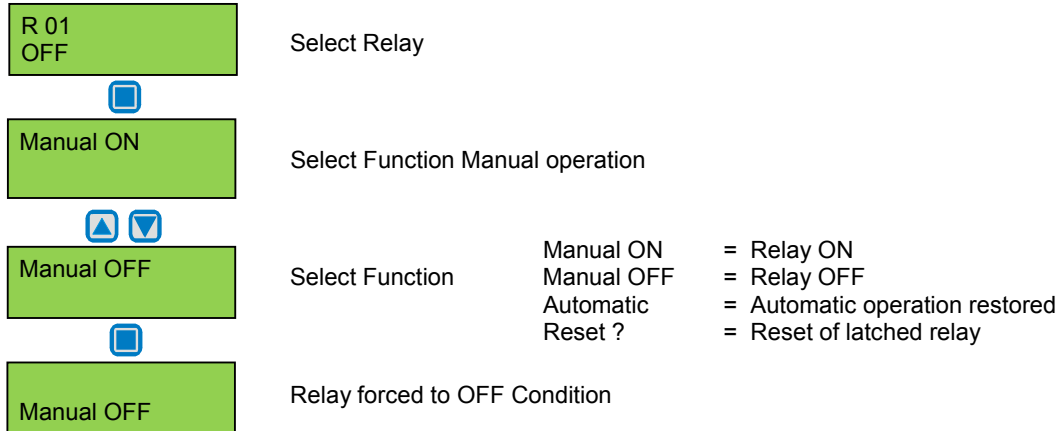 R 01
OFF
Select Relay
Manual ON
Select Function Manual operation
Manual OFF
Select Function
Manual ON = Relay ON
Manual OFF = Relay OFF
Automatic = Automatic operation restored
Reset ? = Reset of latched relay
Manual OFF
Relay forced to OFF Condition